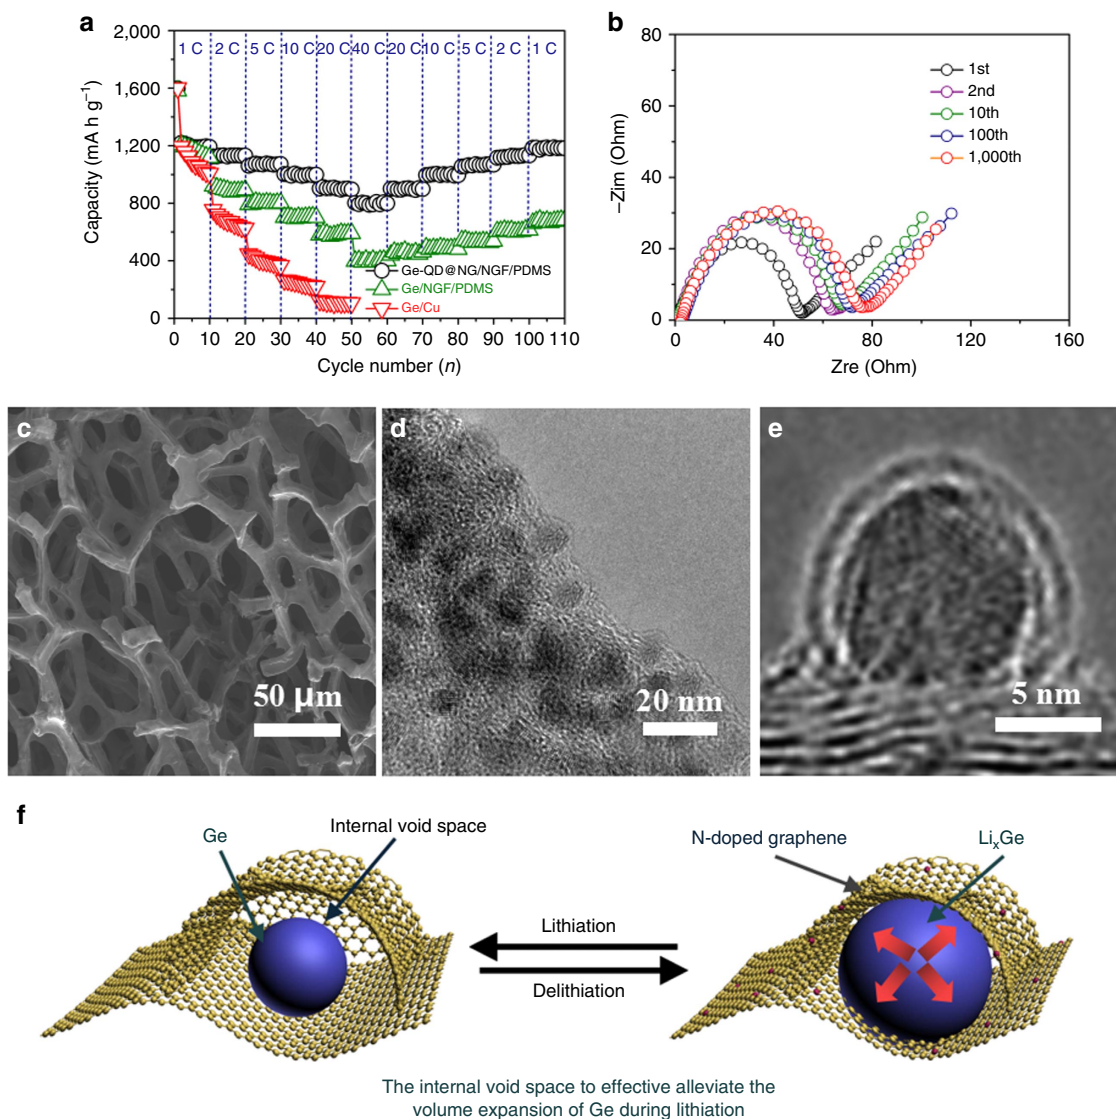 a
2,000
1,600
1,200
800
400
0
Capacity (mA h g⁻¹)
1 C 2 C 5 C 10 C 20 C 40 C 20 C 10 C 5 C 2 C 1 C
Ge-QD@NG/NGF/PDMS
Ge/NGF/PDMS
Ge/Cu
0 10 20 30 40 50 60 70 80 90 100 110
Cycle number (n)
b
80
60
40
20
0
–Zim (Ohm)
1st
2nd
10th
100th
1,000th
0 40 80 120 160
Zre (Ohm)
c
50 μm
d
20 nm
e
5 nm
f
Ge
Internal void space
N-doped graphene
LiₓGe
Lithiation
Delithiation
The internal void space to effective alleviate the
volume expansion of Ge during lithiation